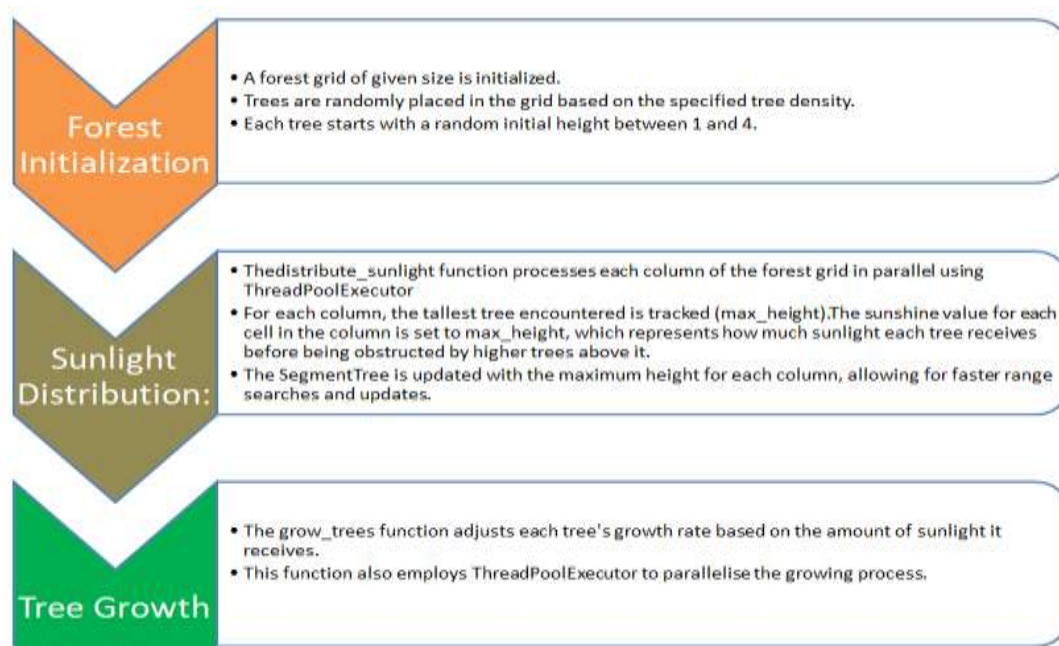 Forest
Initialization
• A forest grid of given size is initialized.
• Trees are randomly placed in the grid based on the specified tree density.
• Each tree starts with a random initial height between 1 and 4.
Sunlight
Distribution:
• Thedistribute_sunlight function processes each column of the forest grid in parallel using
ThreadPoolExecutor
• For each column, the tallest tree encountered is tracked (max_height).The sunshine value for each
cell in the column is set to max_height, which represents how much sunlight each tree receives
before being obstructed by higher trees above it.
• The SegmentTree is updated with the maximum height for each column, allowing for faster range
searches and updates.
Tree Growth
• The grow_trees function adjusts each tree's growth rate based on the amount of sunlight it
receives.
• This function also employs ThreadPoolExecutor to parallelise the growing process.